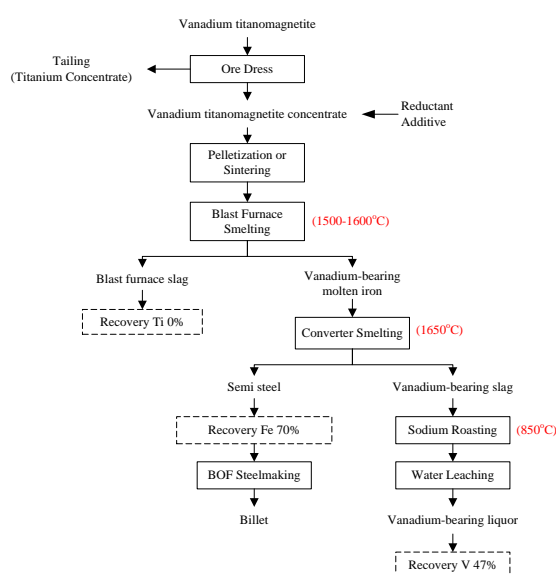 Vanadium titanomagnetite
Tailing
(Titanium Concentrate)
Ore Dress
Vanadium titanomagnetite concentrate
Reductant
Additive
Pelletization or
Sintering
Blast Furnace
Smelting
(1500-1600°C)
Blast furnace slag
Vanadium-bearing
molten iron
Recovery Ti 0%
Converter Smelting
(1650°C)
Semi steel
Vanadium-bearing slag
Recovery Fe 70%
Sodium Roasting
(850°C)
BOF Steelmaking
Water Leaching
Billet
Vanadium-bearing liquor
Recovery V 47%